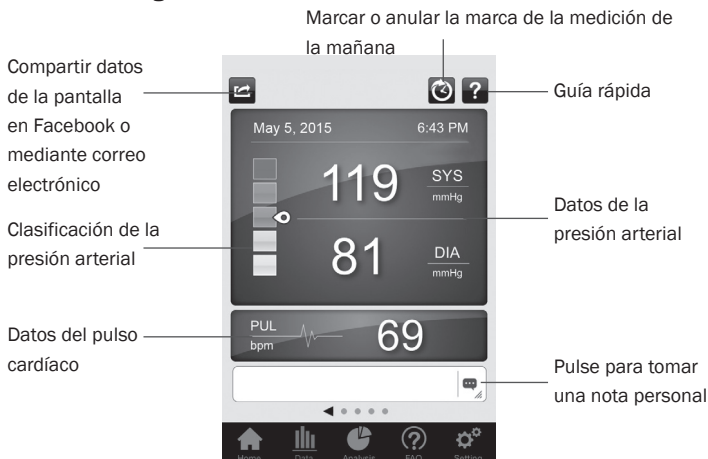 Marcar o anular la marca de la medición de
la mañana
Compartir datos
de la pantalla
en Facebook o
mediante correo
electrónico
?
Guía rápida
May 5, 2015
6:43 PM
119
SYS
mmHg
Clasificación de la
presión arterial
Datos de la
presión arterial
81
DIA
mmHg
Datos del pulso
cardíaco
PUL
bpm
69
Pulse para tomar
una nota personal
Home
Data
Analysis
FAQ
Setting